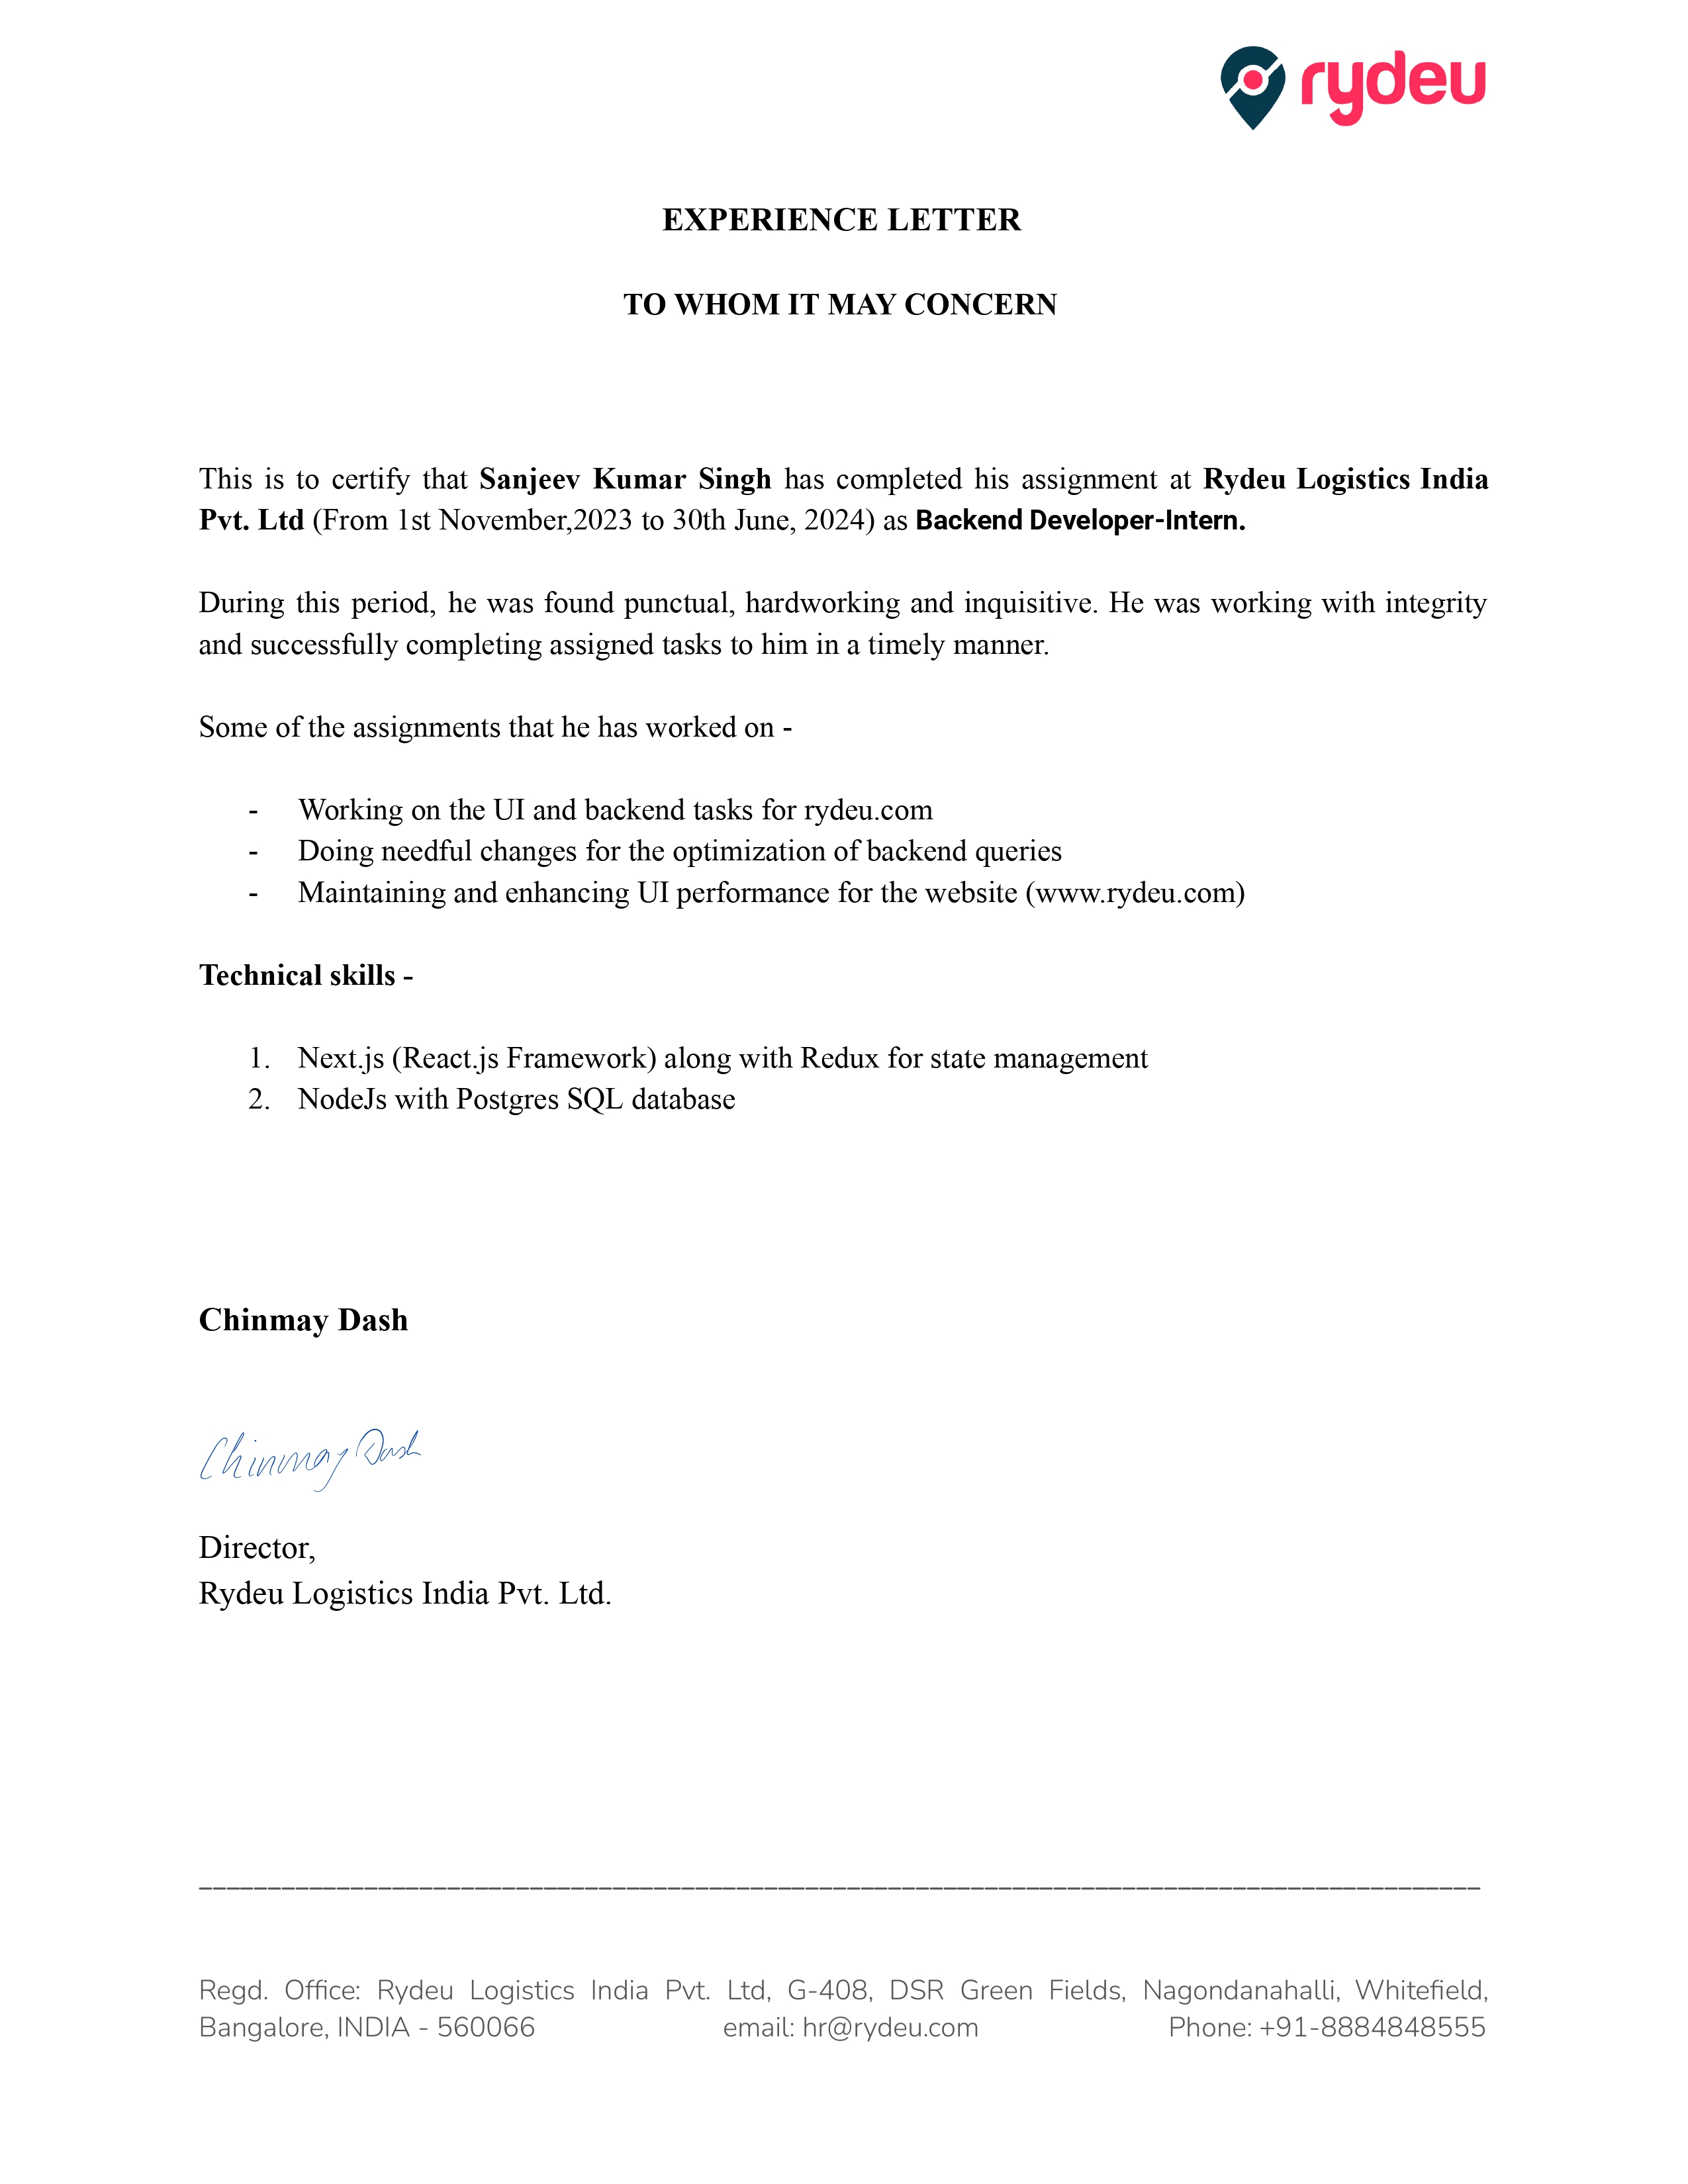 rydeu
EXPERIENCE LETTER
TO WHOM IT MAY CONCERN
This is to certify that Sanjeev Kumar Singh has completed his assignment at Rydeu Logistics India
Pvt. Ltd (From 1st November,2023 to 30th June, 2024) as Backend Developer-Intern.
During this period, he was found punctual, hardworking and inquisitive. He was working with integrity
and successfully completing assigned tasks to him in a timely manner.
Some of the assignments that he has worked on -
- Working on the UI and backend tasks for rydeu.com
- Doing needful changes for the optimization of backend queries
- Maintaining and enhancing UI performance for the website (www.rydeu.com)
Technical skills -
1. Next.js (React.js Framework) along with Redux for state management
2. NodeJs with Postgres SQL database
Chinmay Dash
Chinmay Dash
Director,
Rydeu Logistics India Pvt. Ltd.
Regd. Office: Rydeu Logistics India Pvt. Ltd, G-408, DSR Green Fields, Nagondanahalli, Whitefield,
Bangalore, INDIA - 560066 email: hr@rydeu.com Phone: +91-8884848555